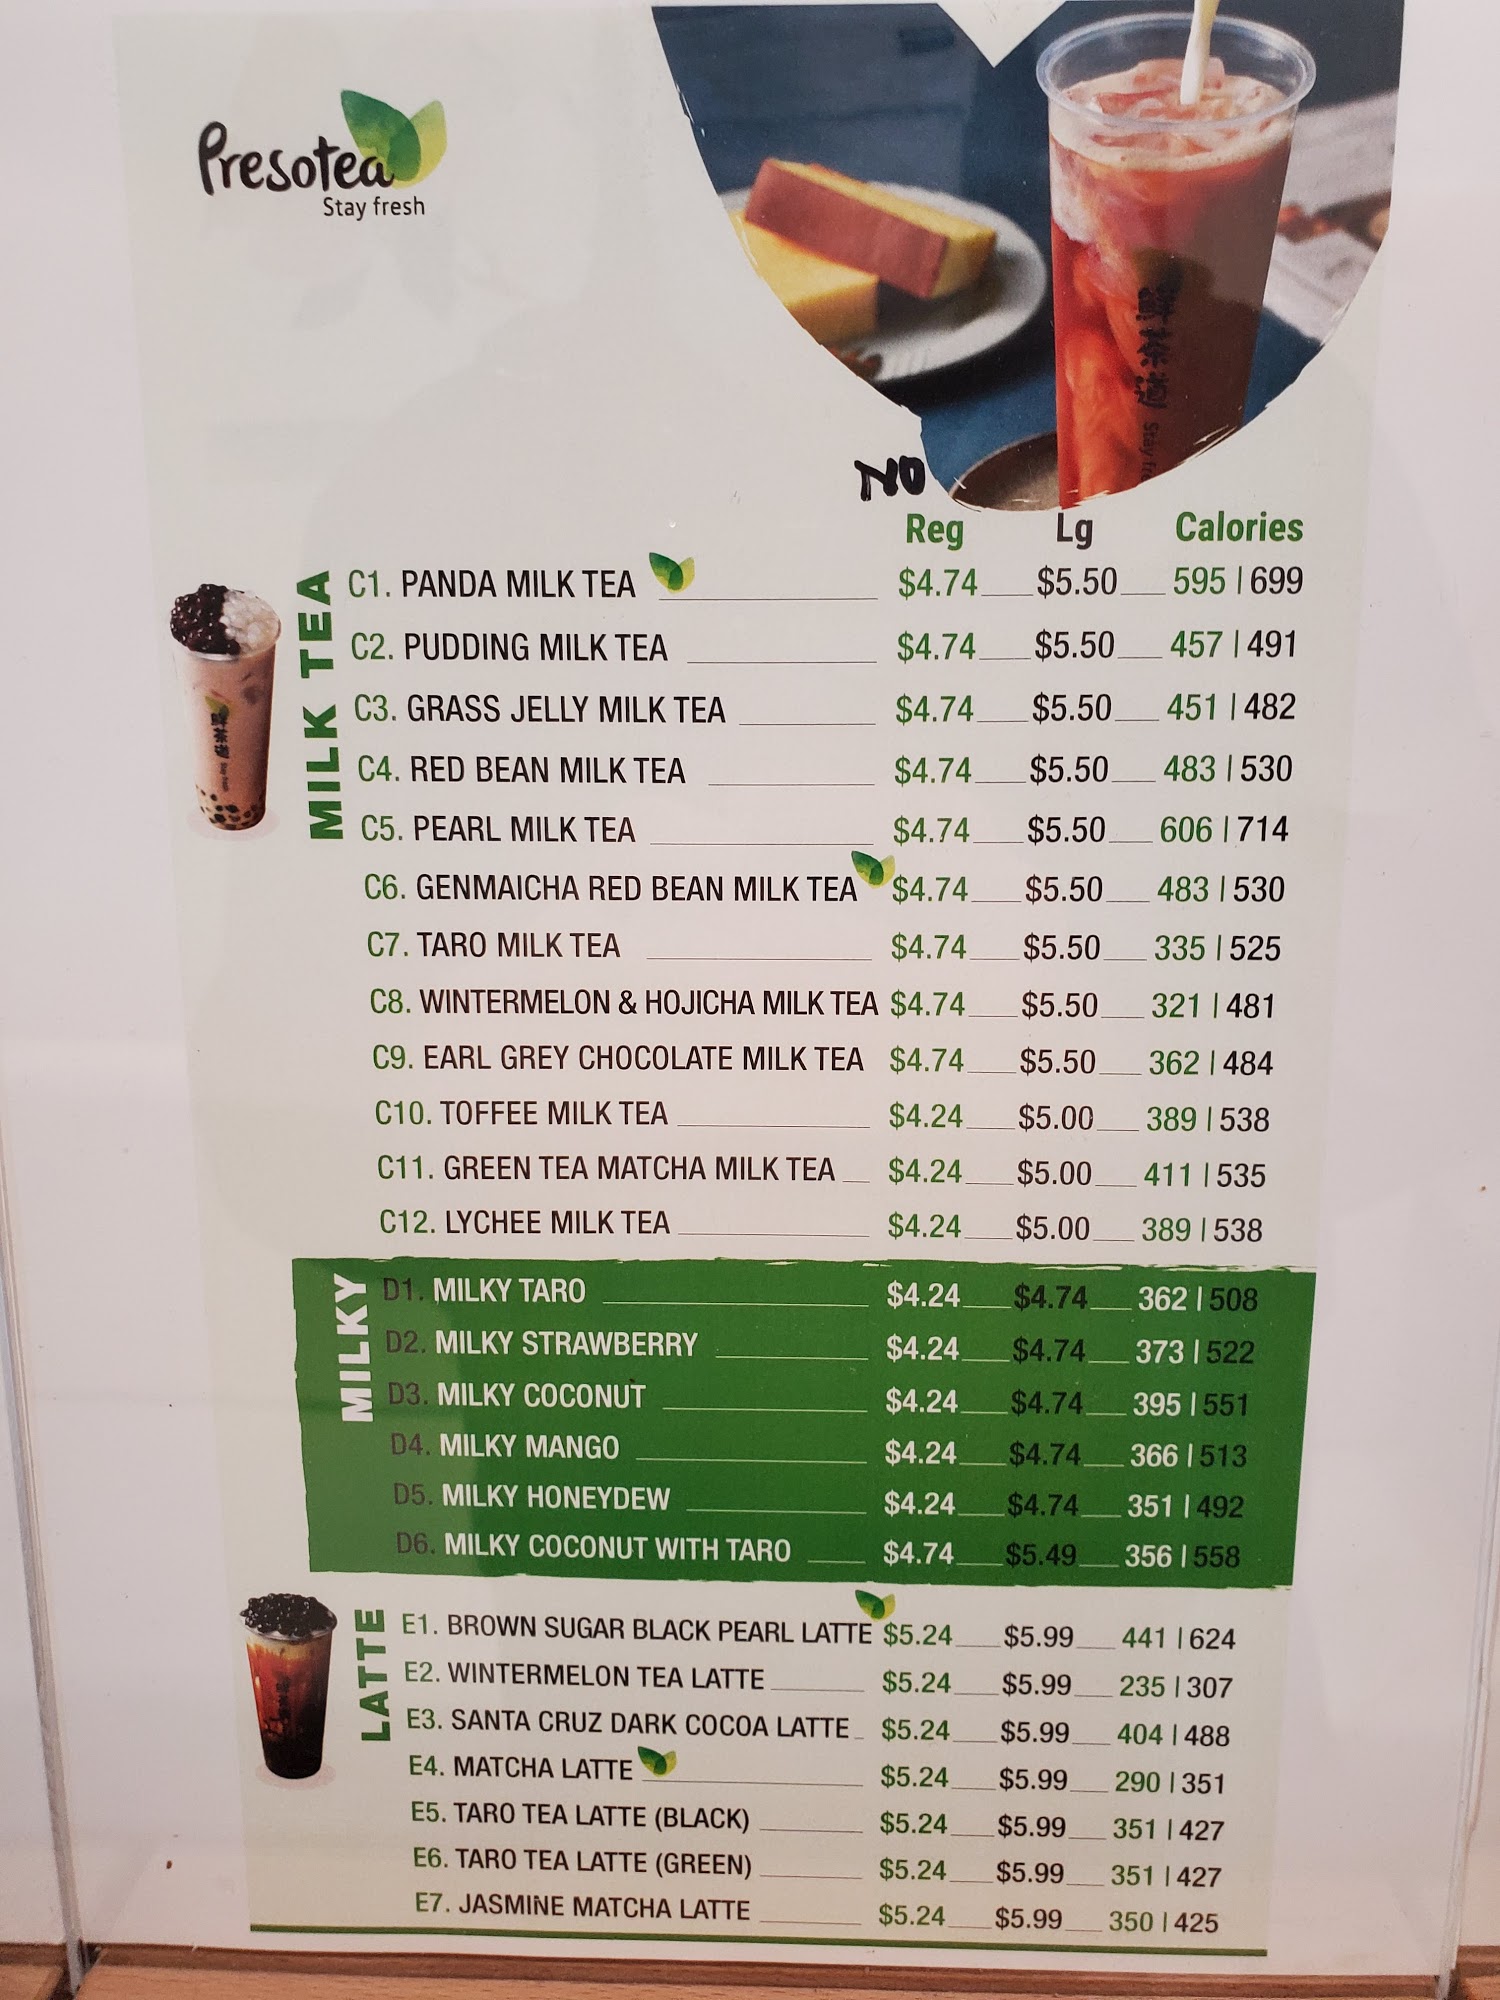 Presotea
Stay fresh
鮮茶道 Stay fre
NO
Reg Lg Calories
MILK TEA
C1. PANDA MILK TEA $4.74 $5.50 595 | 699
C2. PUDDING MILK TEA $4.74 $5.50 457 | 491
C3. GRASS JELLY MILK TEA $4.74 $5.50 451 | 482
C4. RED BEAN MILK TEA $4.74 $5.50 483 | 530
C5. PEARL MILK TEA $4.74 $5.50 606 | 714
C6. GENMAICHA RED BEAN MILK TEA $4.74 $5.50 483 | 530
C7. TARO MILK TEA $4.74 $5.50 335 | 525
C8. WINTERMELON & HOJICHA MILK TEA $4.74 $5.50 321 | 481
C9. EARL GREY CHOCOLATE MILK TEA $4.74 $5.50 362 | 484
C10. TOFFEE MILK TEA $4.24 $5.00 389 | 538
C11. GREEN TEA MATCHA MILK TEA $4.24 $5.00 411 | 535
C12. LYCHEE MILK TEA $4.24 $5.00 389 | 538
鮮茶道
MILKY
D1. MILKY TARO $4.24 $4.74 362 | 508
D2. MILKY STRAWBERRY $4.24 $4.74 373 | 522
D3. MILKY COCONUT $4.24 $4.74 395 | 551
D4. MILKY MANGO $4.24 $4.74 366 | 513
D5. MILKY HONEYDEW $4.24 $4.74 351 | 492
D6. MILKY COCONUT WITH TARO $4.74 $5.49 356 | 558
LATTE
E1. BROWN SUGAR BLACK PEARL LATTE $5.24 $5.99 441 | 624
E2. WINTERMELON TEA LATTE $5.24 $5.99 235 | 307
E3. SANTA CRUZ DARK COCOA LATTE $5.24 $5.99 404 | 488
E4. MATCHA LATTE $5.24 $5.99 290 | 351
E5. TARO TEA LATTE (BLACK) $5.24 $5.99 351 | 427
E6. TARO TEA LATTE (GREEN) $5.24 $5.99 351 | 427
E7. JASMINE MATCHA LATTE $5.24 $5.99 350 | 425